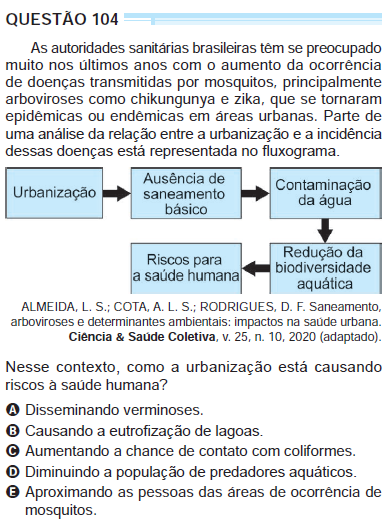 QUESTÃO 104
As autoridades sanitárias brasileiras têm se preocupado
muito nos últimos anos com o aumento da ocorrência
de doenças transmitidas por mosquitos, principalmente
arboviroses como chikungunya e zika, que se tornaram
epidêmicas ou endêmicas em áreas urbanas. Parte de
uma análise da relação entre a urbanização e a incidência
dessas doenças está representada no fluxograma.
Urbanização
Ausência de
saneamento
básico
Contaminação
da água
Redução da
biodiversidade
aquática
Riscos para
a saúde humana
ALMEIDA, L. S.; COTA, A. L. S.; RODRIGUES, D. F. Saneamento,
arboviroses e determinantes ambientais: impactos na saúde urbana.
Ciência & Saúde Coletiva, v. 25, n. 10, 2020 (adaptado).
Nesse contexto, como a urbanização está causando
riscos à saúde humana?
A Disseminando verminoses.
B Causando a eutrofização de lagoas.
C Aumentando a chance de contato com coliformes.
D Diminuindo a população de predadores aquáticos.
E Aproximando as pessoas das áreas de ocorrência de
mosquitos.